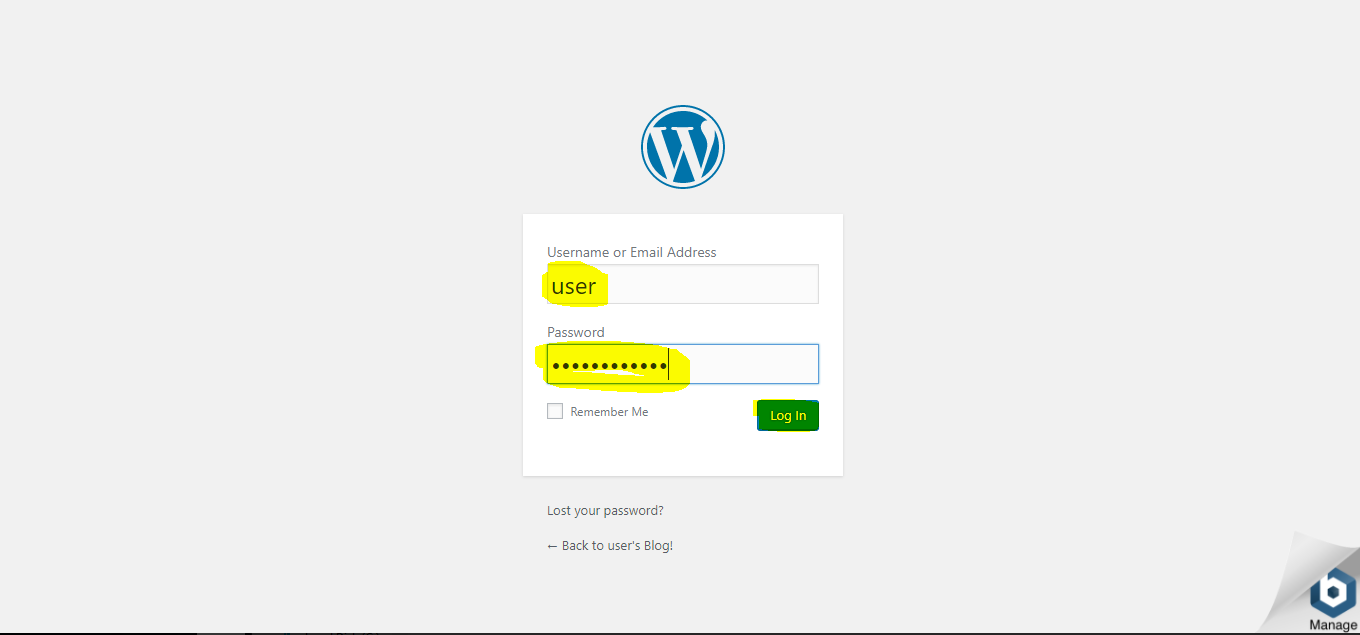 Username or Email Address
user
Password
••••••••••••
Remember Me
Log In
Lost your password?
← Back to user's Blog!
Manage